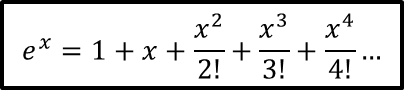 e^x = 1 + x + x^2/2! + x^3/3! + x^4/4! ...